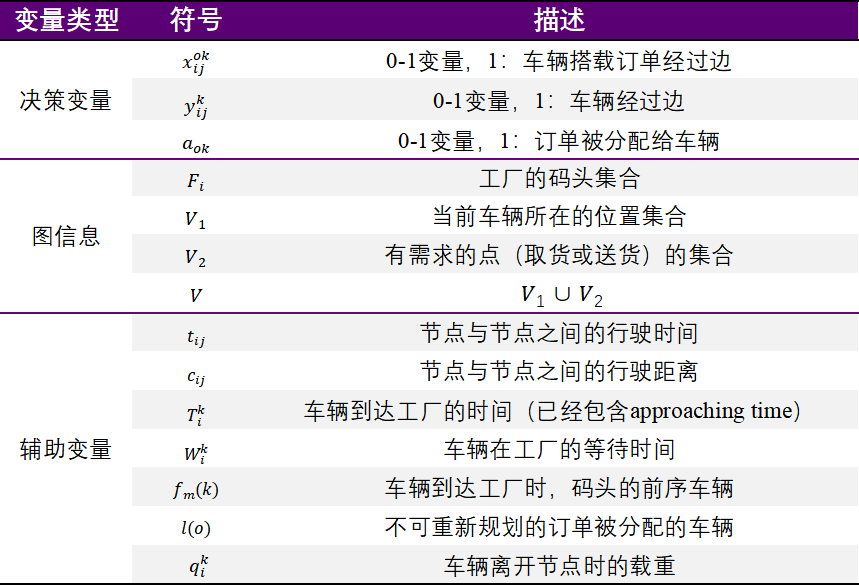 变量类型 符号 描述
x_{ij}^{ok} 0-1变量，1：车辆搭载订单经过边
决策变量 y_{ij}^{k} 0-1变量，1：车辆经过边
a_{ok} 0-1变量，1：订单被分配给车辆
F_i 工厂的码头集合
图信息 V_1 当前车辆所在的位置集合
V_2 有需求的点（取货或送货）的集合
V V_1 ∪ V_2
t_{ij} 节点与节点之间的行驶时间
c_{ij} 节点与节点之间的行驶距离
T_i^k 车辆到达工厂的时间（已经包含approaching time）
辅助变量 W_i^k 车辆在工厂的等待时间
f_m(k) 车辆到达工厂时，码头的前序车辆
l(o) 不可重新规划的订单被分配的车辆
q_i^k 车辆离开节点时的载重